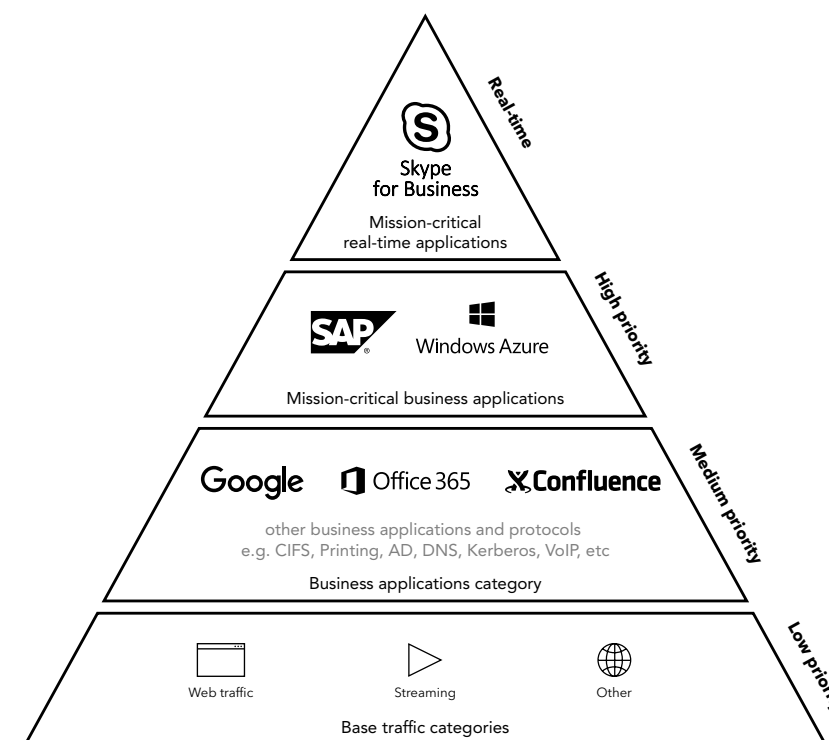 Real-time
S
Skype
for Business
Mission-critical
real-time applications
High priority
SAP
®
Windows Azure
Mission-critical business applications
Medium priority
Google
Office 365
Confluence
other business applications and protocols
e.g. CIFS, Printing, AD, DNS, Kerberos, VoIP, etc
Business applications category
Low priority
Web traffic
Streaming
Other
Base traffic categories